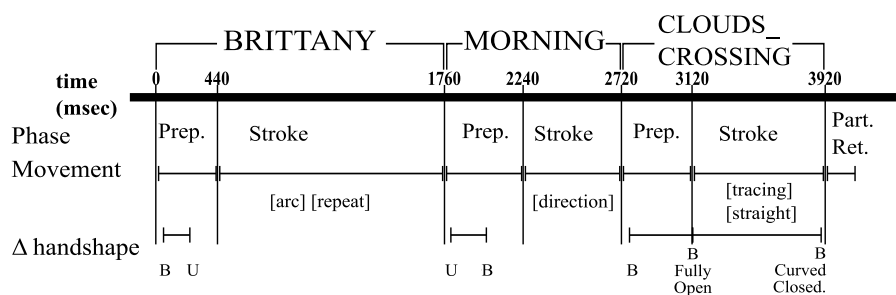 BRITTANY MORNING CLOUDS_
CROSSING
time 0 440 1760 2240 2720 3120 3920
(msec)
Phase Prep. Stroke Prep. Stroke Prep. Stroke Part.
Ret.
Movement
[arc] [repeat] [direction] [tracing]
[straight]
Δ handshape
B U U B B B B
Fully Curved
Open Closed.